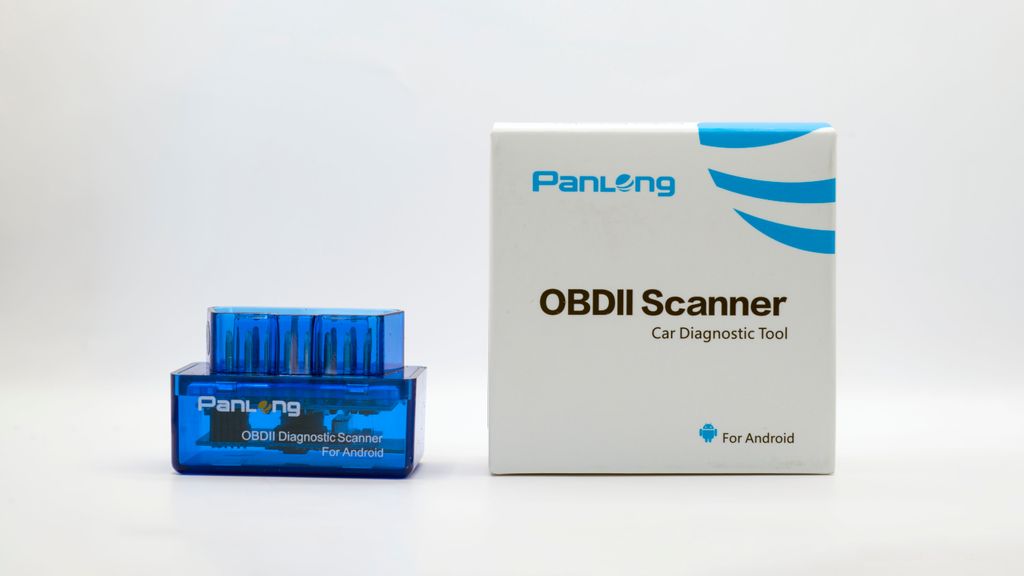 PanLong
OBDII Diagnostic Scanner
For Android
PanLong
OBDII Scanner
Car Diagnostic Tool
For Android